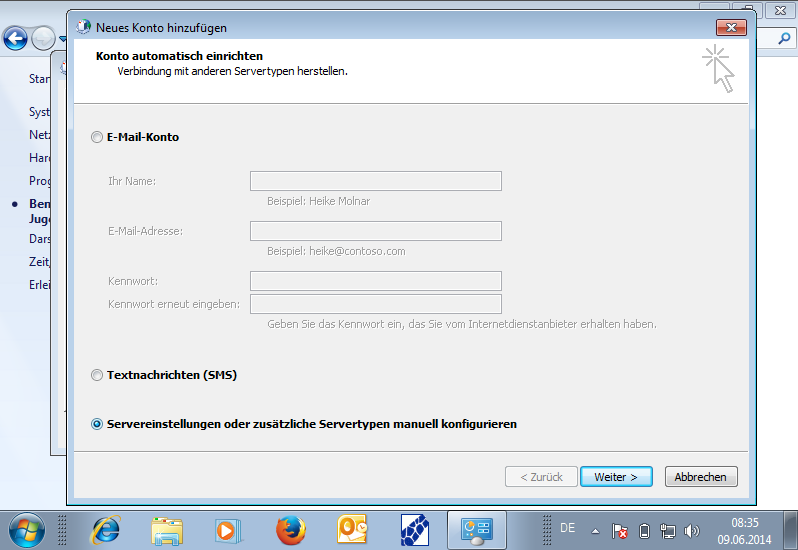 Neues Konto hinzufügen
Konto automatisch einrichten
Verbindung mit anderen Servertypen herstellen.
E-Mail-Konto
Ihr Name:
Beispiel: Heike Molnar
E-Mail-Adresse:
Beispiel: heike@contoso.com
Kennwort:
Kennwort erneut eingeben:
Geben Sie das Kennwort ein, das Sie vom Internetdienstanbieter erhalten haben.
Textnachrichten (SMS)
Servereinstellungen oder zusätzliche Servertypen manuell konfigurieren
< Zurück
Weiter >
Abbrechen
Star
Syst
Netz
Hard
Prog
Ben
Juge
Dars
Zeit,
Erlei
DE
08:35
09.06.2014